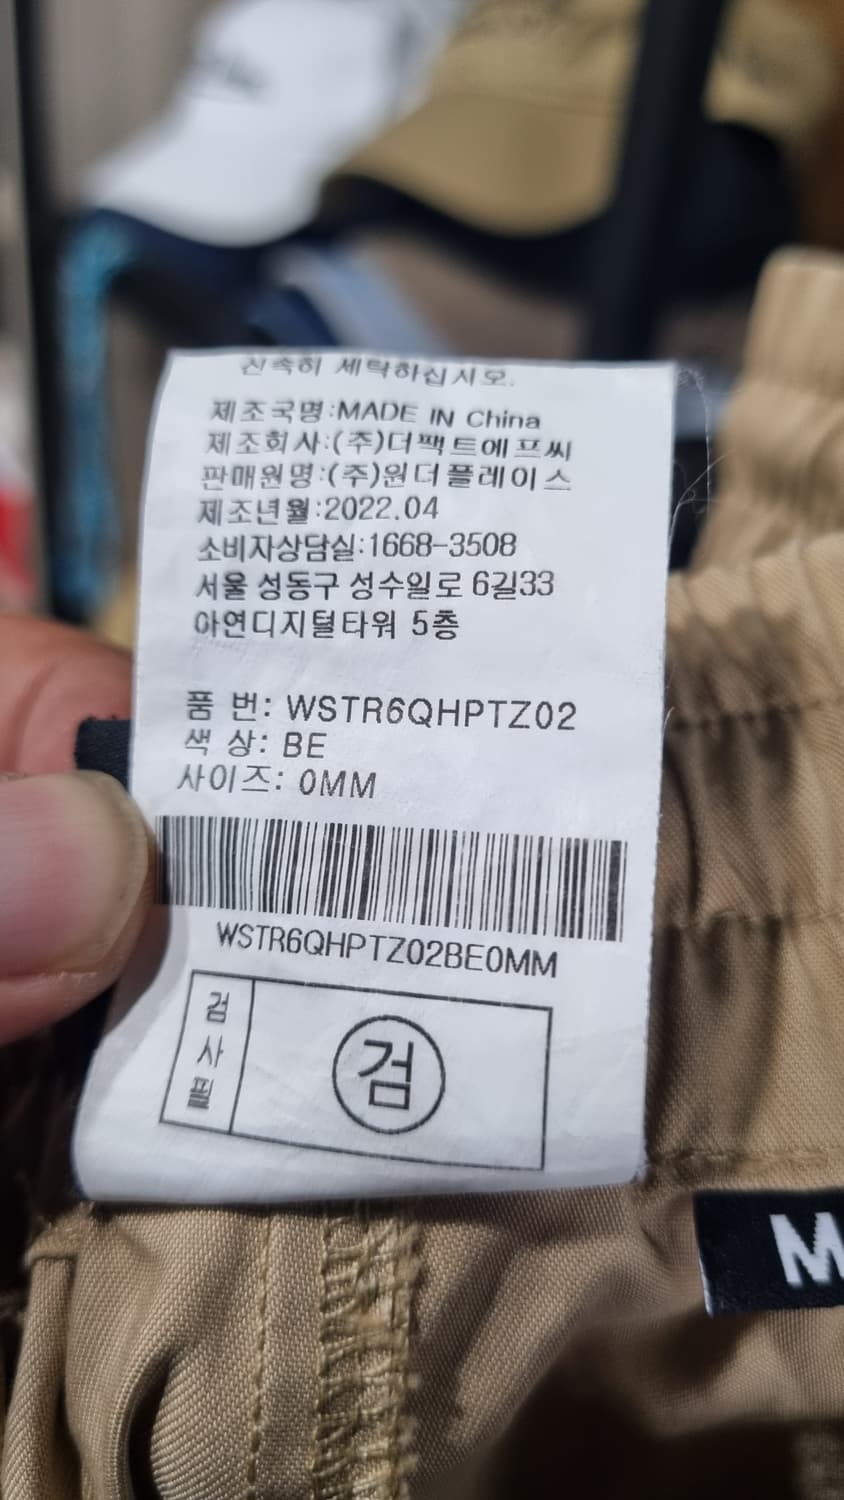 신속히 세탁하십시오.
제조국명:MADE IN China
제조회사:(주)더팩트에프씨
판매원명:(주)원더플레이스
제조년월:2022.04
소비자상담실:1668-3508
서울 성동구 성수일로 6길33
아연디지털타워 5층
품 번: WSTR6QHPTZ02
색 상: BE
사이즈: 0MM
WSTR6QHPTZ02BE0MM
검사필
검
M